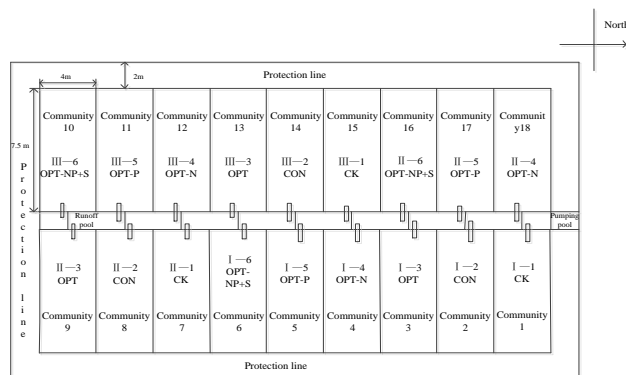 North
4m
2m
Protection line
Community
10
Community
11
Community
12
Community
13
Community
14
Community
15
Community
16
Community
17
Communit
y18
7.5 m
Protection line
III—6
OPT-NP+S
III—5
OPT-P
III—4
OPT-N
III—3
OPT
III—2
CON
III—1
CK
II—6
OPT-NP+S
II—5
OPT-P
II—4
OPT-N
Runoff
pool
Pumping
pool
II—3
OPT
II—2
CON
II—1
CK
I—6
OPT-
NP+S
I—5
OPT-P
I—4
OPT-N
I—3
OPT
I—2
CON
I—1
CK
Community
9
Community
8
Community
7
Community
6
Community
5
Community
4
Community
3
Community
2
Community
1
Protection line